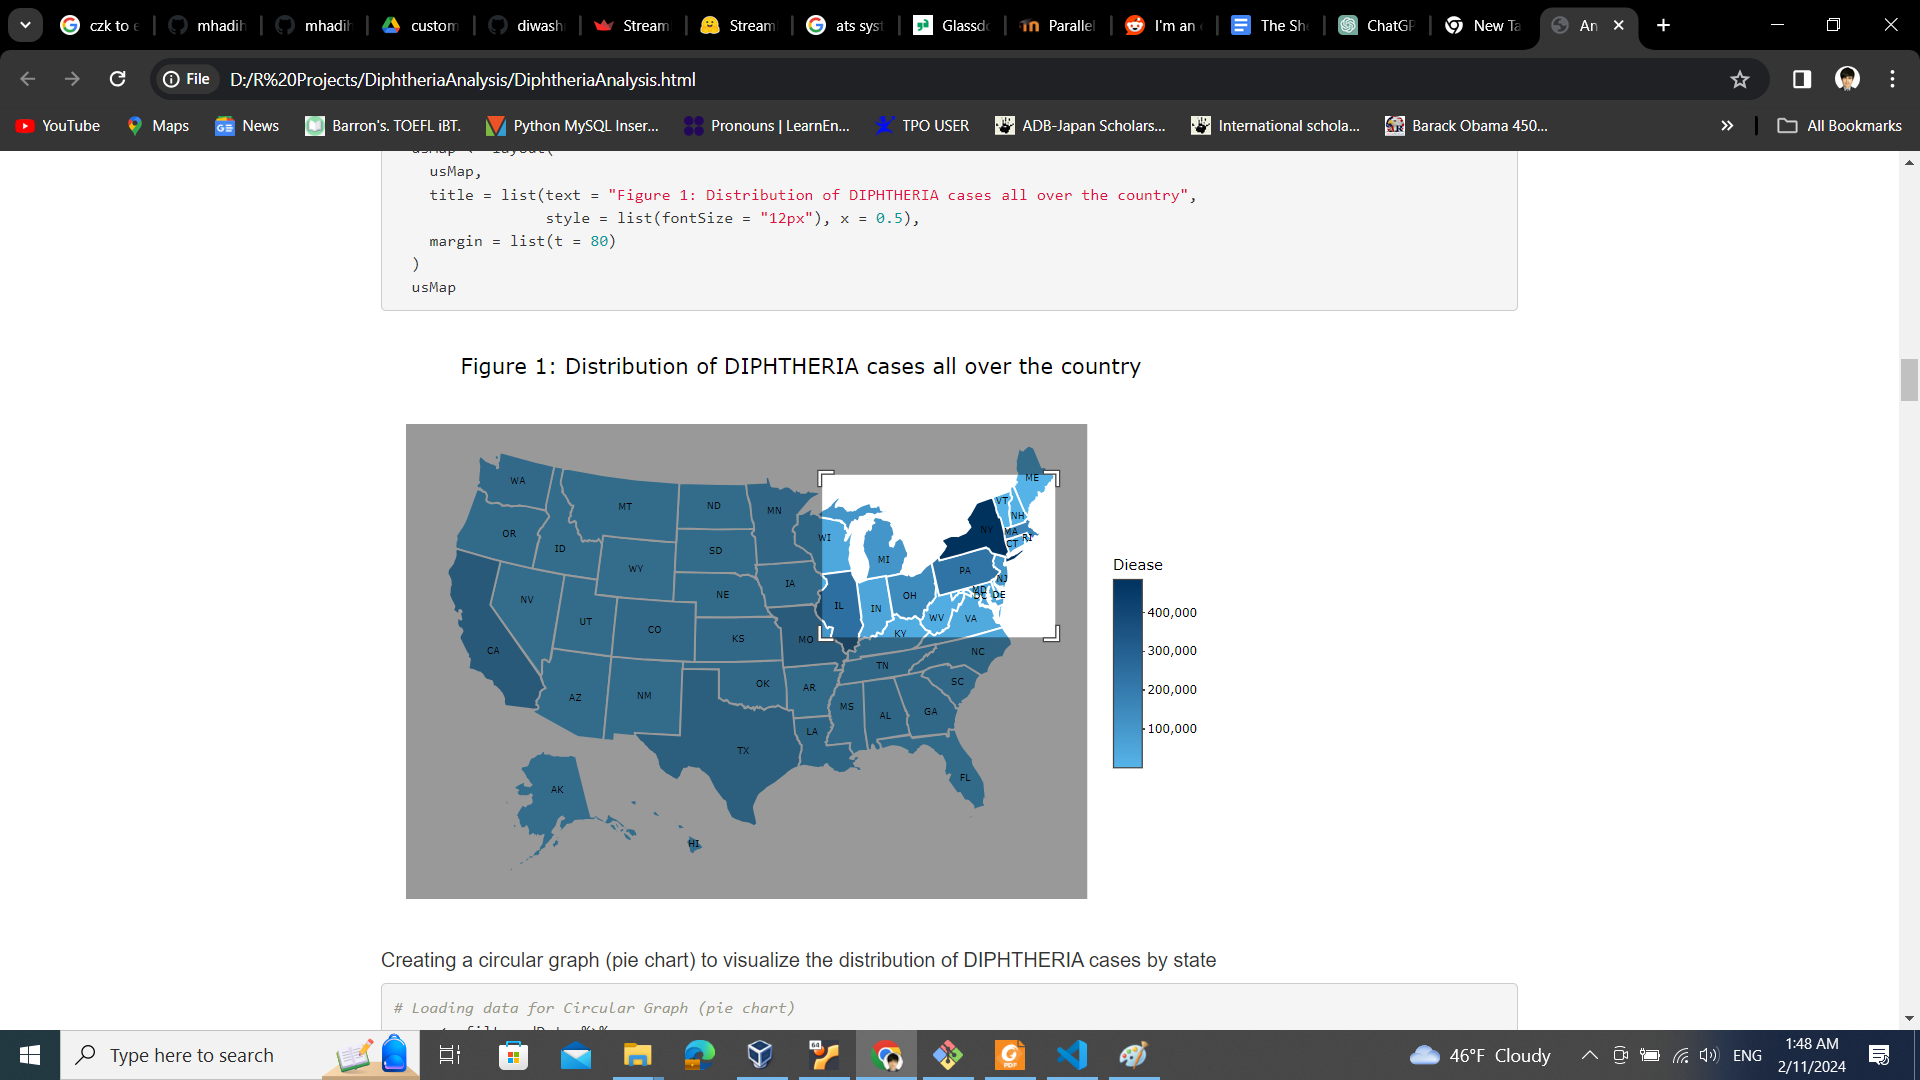 czk to e
mhadih
mhadih
custom
diwash
Stream
Stream
ats syst
Glassdo
Parallel
I'm an
The Sh
ChatGP
New Ta
An
File
D:/R%20Projects/DiphtheriaAnalysis/DiphtheriaAnalysis.html
YouTube
Maps
News
Barron's. TOEFL iBT.
Python MySQL Inser...
Pronouns | LearnEn...
TPO USER
ADB-Japan Scholars...
International schola...
Barack Obama 450...
All Bookmarks
usMap,
title = list(text = "Figure 1: Distribution of DIPHTHERIA cases all over the country",
style = list(fontSize = "12px"), x = 0.5),
margin = list(t = 80)
)
usMap
Figure 1: Distribution of DIPHTHERIA cases all over the country
WA
MT
ND
MN
ME
VT
NH
OR
ID
SD
WI
NY
MA
CT
RI
WY
MI
PA
NJ
IA
NE
OH
MD
DC
DE
NV
IL
IN
UT
CO
KS
MO
KY
WV
VA
CA
NC
TN
AZ
NM
OK
AR
SC
MS
AL
GA
LA
TX
FL
AK
HI
Diease
400,000
300,000
200,000
100,000
Creating a circular graph (pie chart) to visualize the distribution of DIPHTHERIA cases by state
# Loading data for Circular Graph (pie chart)
Type here to search
64
PDF
46°F Cloudy
ENG
1:48 AM
2/11/2024